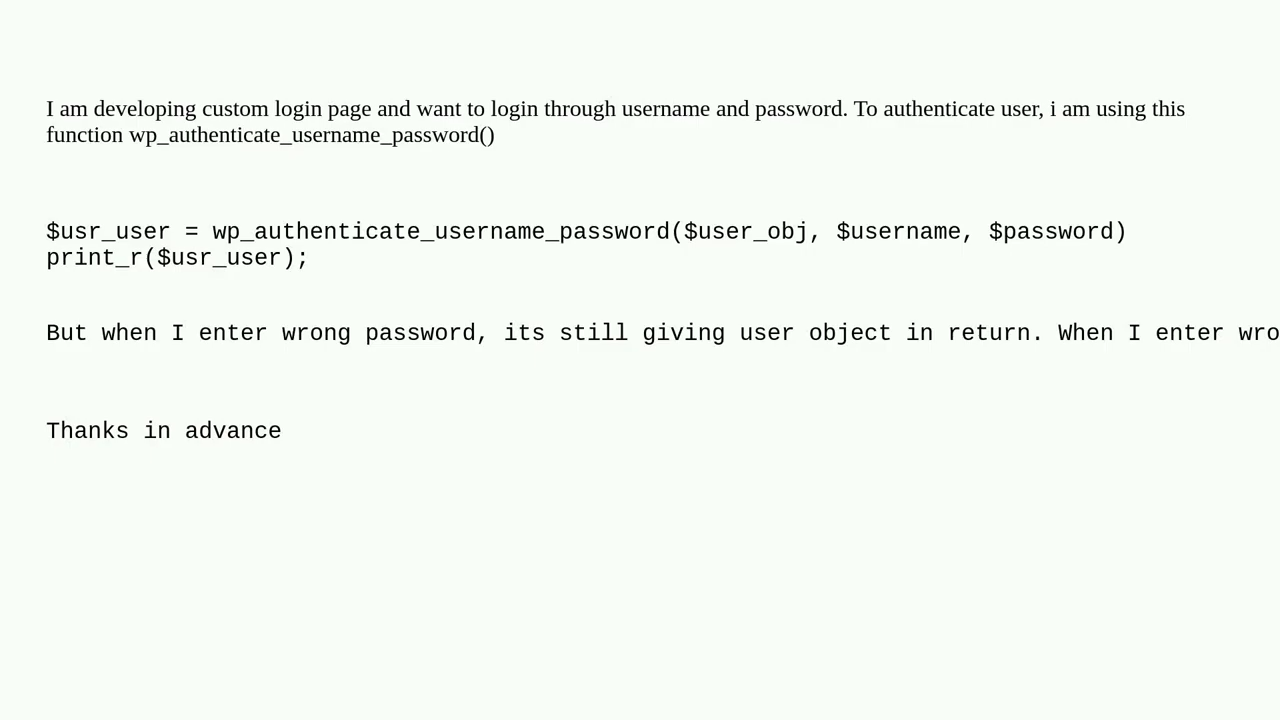 I am developing custom login page and want to login through username and password. To authenticate user, i am using this
function wp_authenticate_username_password()
$usr_user = wp_authenticate_username_password($user_obj, $username, $password)
print_r($usr_user);
But when I enter wrong password, its still giving user object in return. When I enter
Thanks in advance